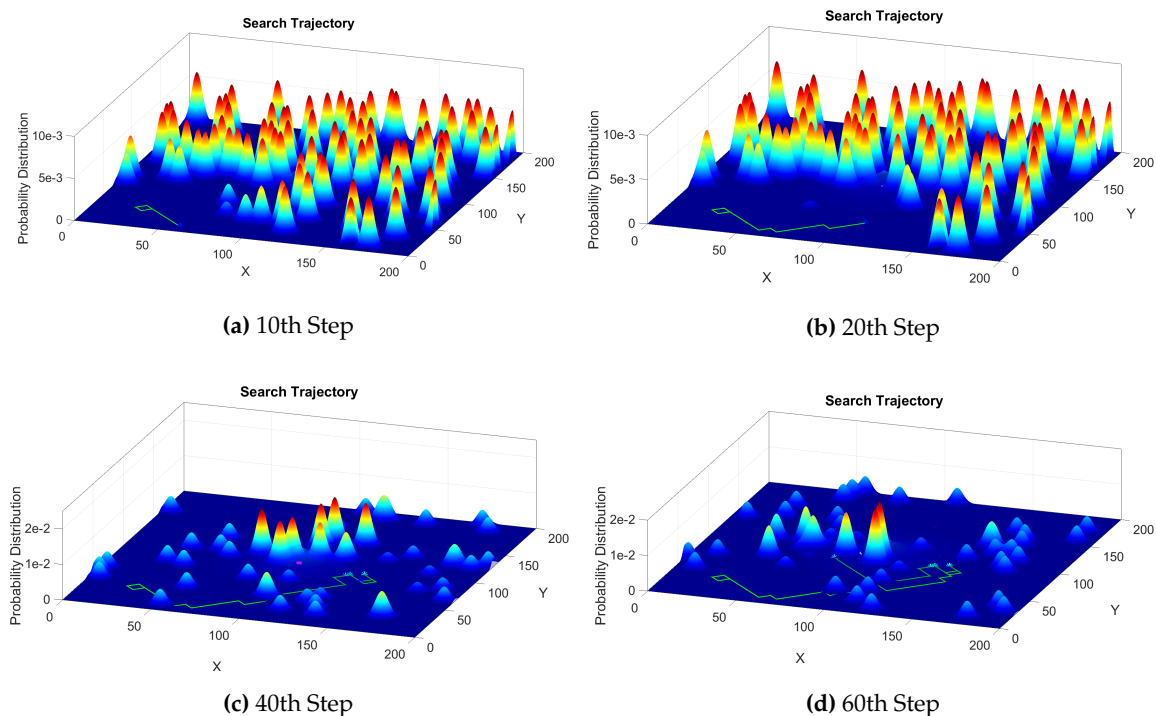 Search Trajectory
Probability Distribution
10e-3
5e-3
0
0
50
100
150
200
X
0
50
100
150
200
Y
(a) 10th Step
Search Trajectory
Probability Distribution
10e-3
5e-3
0
0
50
100
150
200
X
0
50
100
150
200
Y
(b) 20th Step
Search Trajectory
Probability Distribution
2e-2
1e-2
0
0
50
100
150
200
X
0
50
100
150
200
Y
(c) 40th Step
Search Trajectory
Probability Distribution
2e-2
1e-2
0
0
50
100
150
200
X
0
50
100
150
200
Y
(d) 60th Step